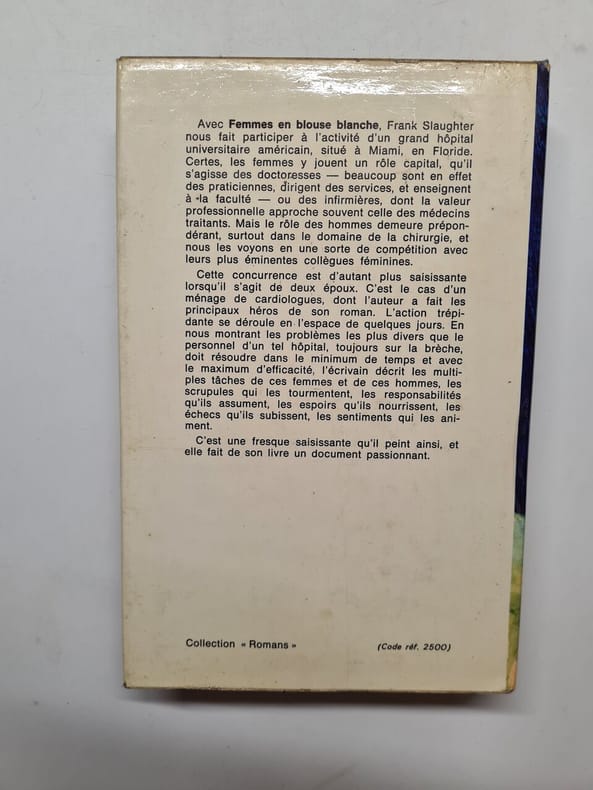 Avec Femmes en blouse blanche, Frank Slaughter
nous fait participer à l'activité d'un grand hôpital
universitaire américain, situé à Miami, en Floride.
Certes, les femmes y jouent un rôle capital, qu'il
s'agisse des doctoresses — beaucoup sont en effet
des praticiennes, dirigent des services, et enseignent
à la faculté — ou des infirmières, dont la valeur
professionnelle approche souvent celle des médecins
traitants. Mais le rôle des hommes demeure prépon-
dérant, surtout dans le domaine de la chirurgie, et
nous les voyons en une sorte de compétition avec
leurs plus éminentes collègues féminines.
Cette concurrence est d'autant plus saisissante
lorsqu'il s'agit de deux époux. C'est le cas d'un
ménage de cardiologues, dont l'auteur a fait les
principaux héros de son roman. L'action trépi-
dante se déroule en l'espace de quelques jours. En
nous montrant les problèmes les plus divers que le
personnel d'un tel hôpital, toujours sur la brèche,
doit résoudre dans le minimum de temps et avec
le maximum d'efficacité, l'écrivain décrit les multi-
ples tâches de ces femmes et de ces hommes, les
scrupules qui les tourmentent, les responsabilités
qu'ils assument, les espoirs qu'ils nourrissent, les
échecs qu'ils subissent, les sentiments qui les ani-
ment.
C'est une fresque saisissante qu'il peint ainsi, et
elle fait de son livre un document passionnant.
Collection « Romans »
(Code réf. 2500)